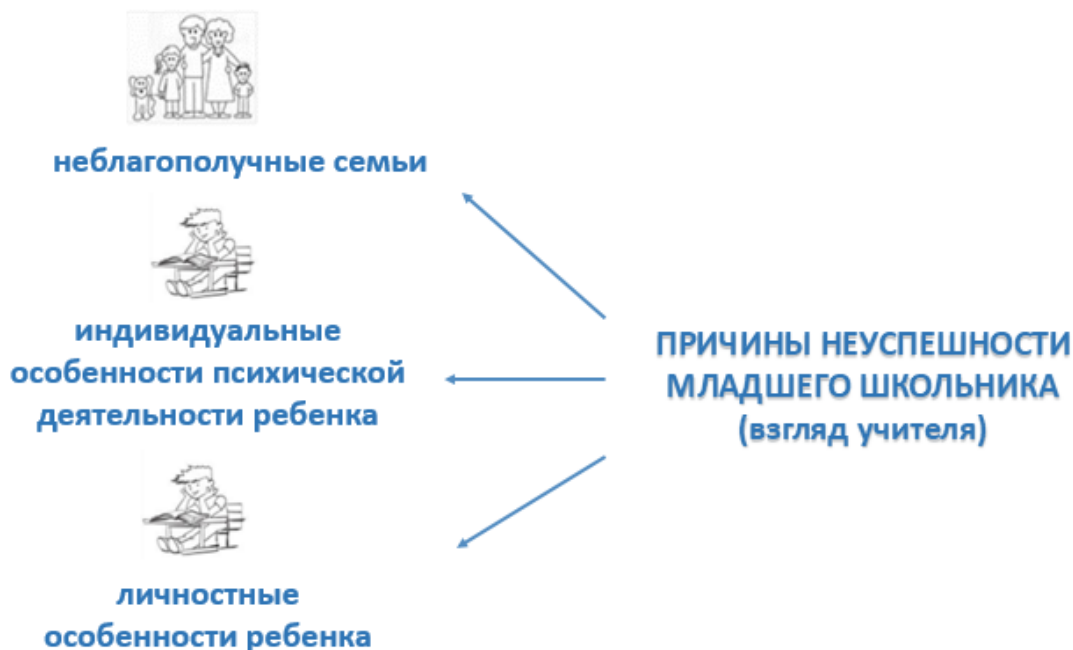 неблагополучные семьи
индивидуальные
особенности психической
деятельности ребенка
личностные
особенности ребенка
ПРИЧИНЫ НЕУСПЕШНОСТИ
МЛАДШЕГО ШКОЛЬНИКА
(взгляд учителя)